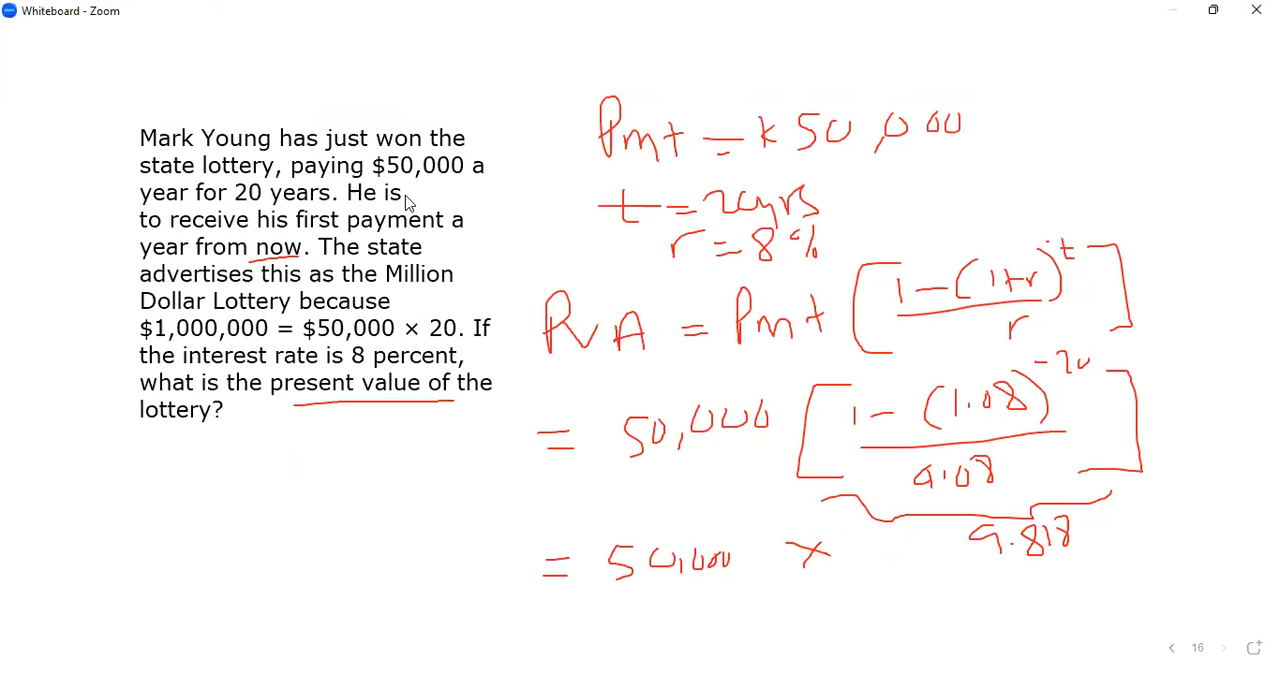 Whiteboard - Zoom
Mark Young has just won the
state lottery, paying $50,000 a
year for 20 years. He is
to receive his first payment a
year from now. The state
advertises this as the Million
Dollar Lottery because
$1,000,000 = $50,000 × 20. If
the interest rate is 8 percent,
what is the present value of the
lottery?
Pmt = K50,000
t = 20yrs
r = 8%
PVA = Pmt [ 1-(1+r)^-t / r ]
= 50,000 [ 1-(1.08)^-20 / 0.08 ]
9.818
= 50,000 ×
16